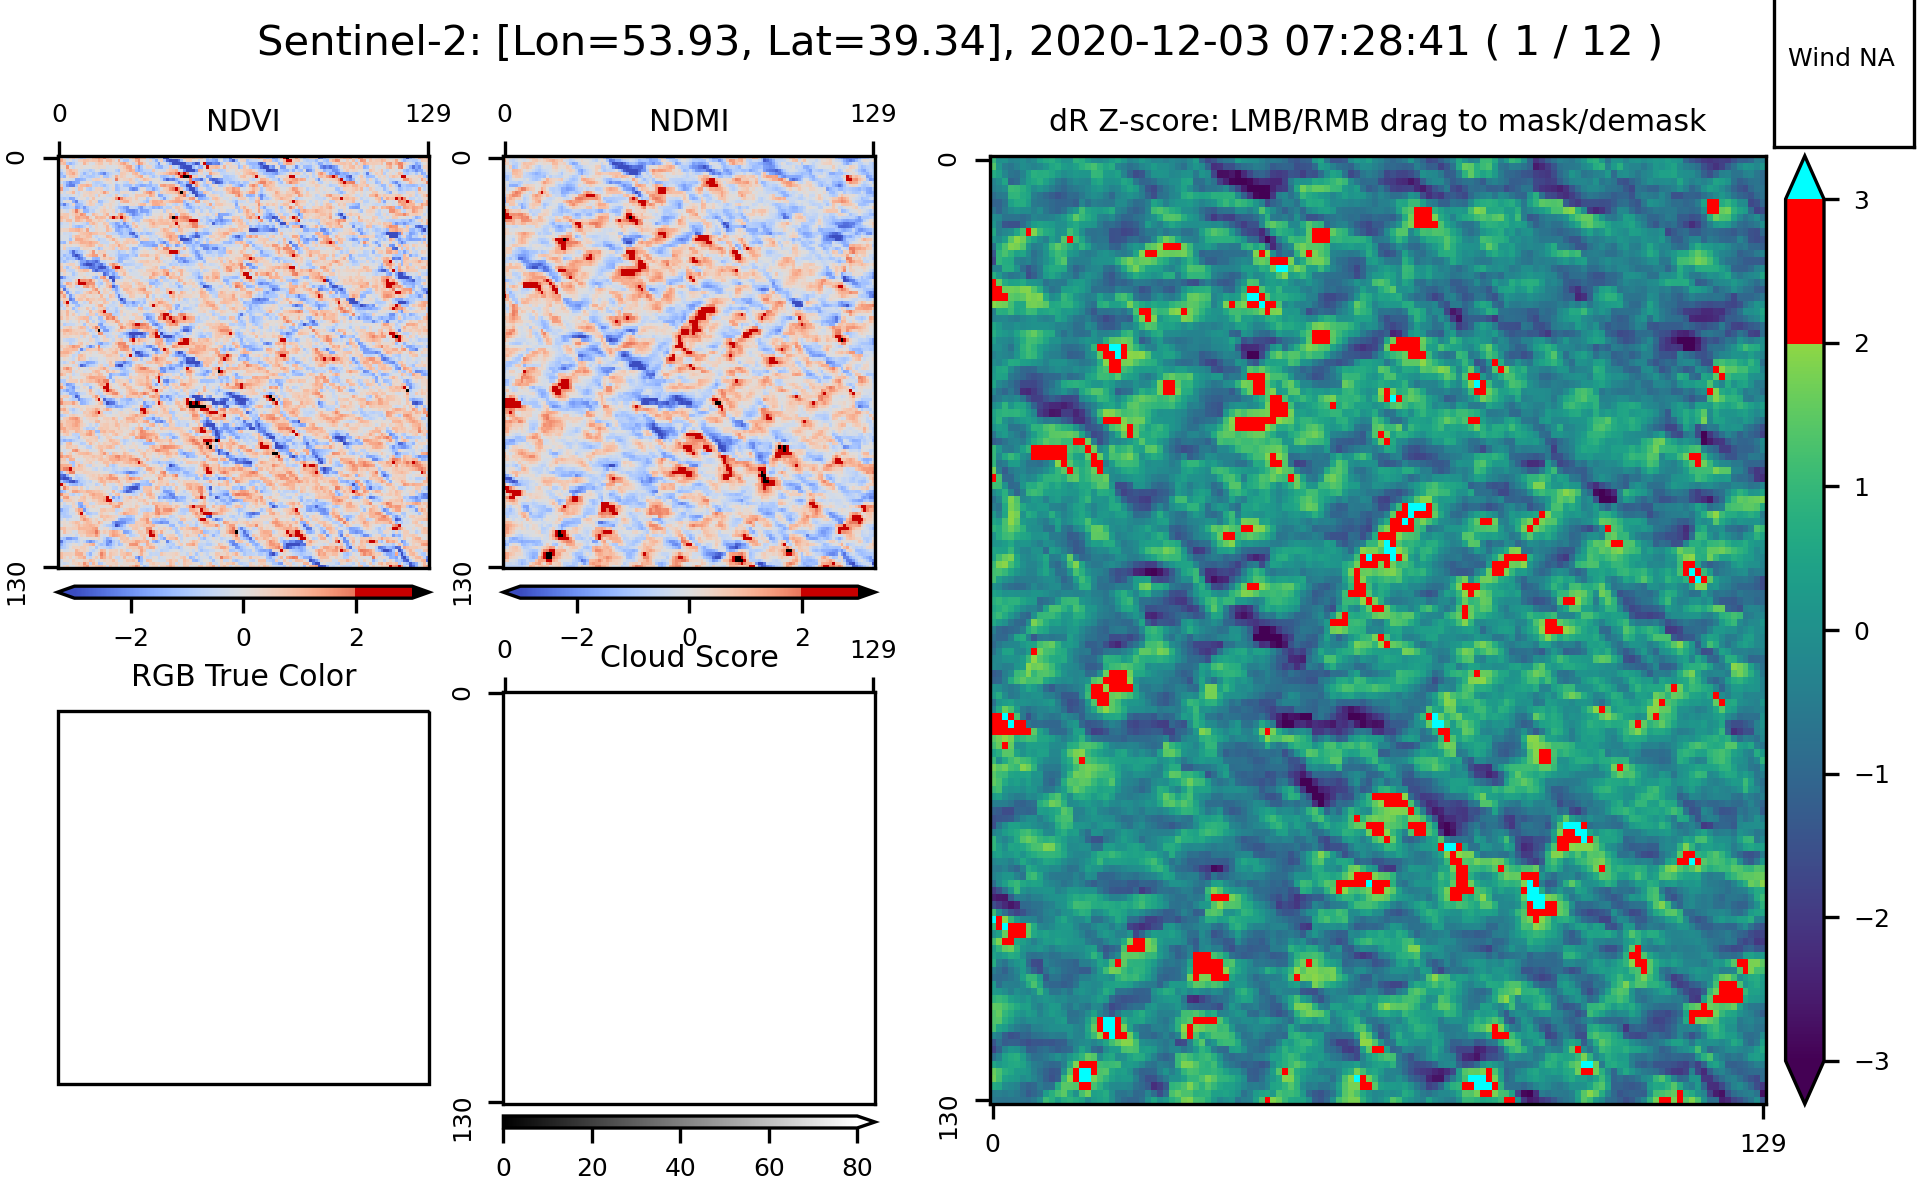 Sentinel-2: [Lon=53.93, Lat=39.34], 2020-12-03 07:28:41 ( 1 / 12 )
Wind NA
0 NDVI 129
0
130
−2 0 2
0 NDMI 129
0
130
−2 0 2
dR Z-score: LMB/RMB drag to mask/demask
0
130
0 129
3
2
1
0
−1
−2
−3
RGB True Color
0 Cloud Score 129
0
130
0 20 40 60 80